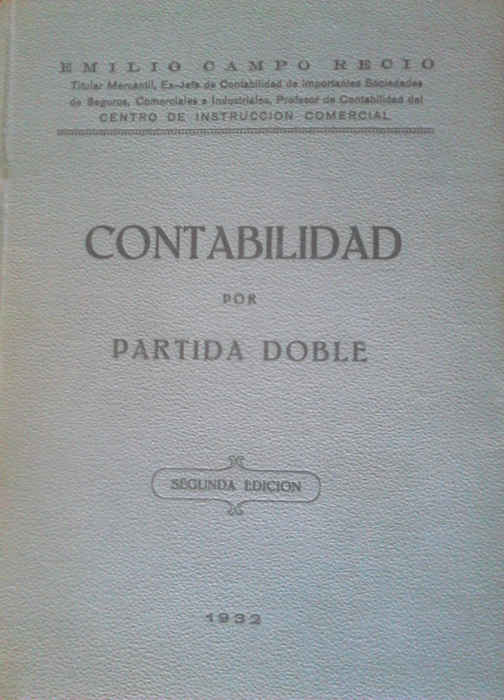 EMILIO CAMPO RECIO
Titular Mercantil, Ex-Jefe de Contabilidad de importantes Sociedades
de Seguros, Comerciales e Industriales, Profesor de Contabilidad del
CENTRO DE INSTRUCCION COMERCIAL
CONTABILIDAD
POR
PARTIDA DOBLE
SEGUNDA EDICION
1932